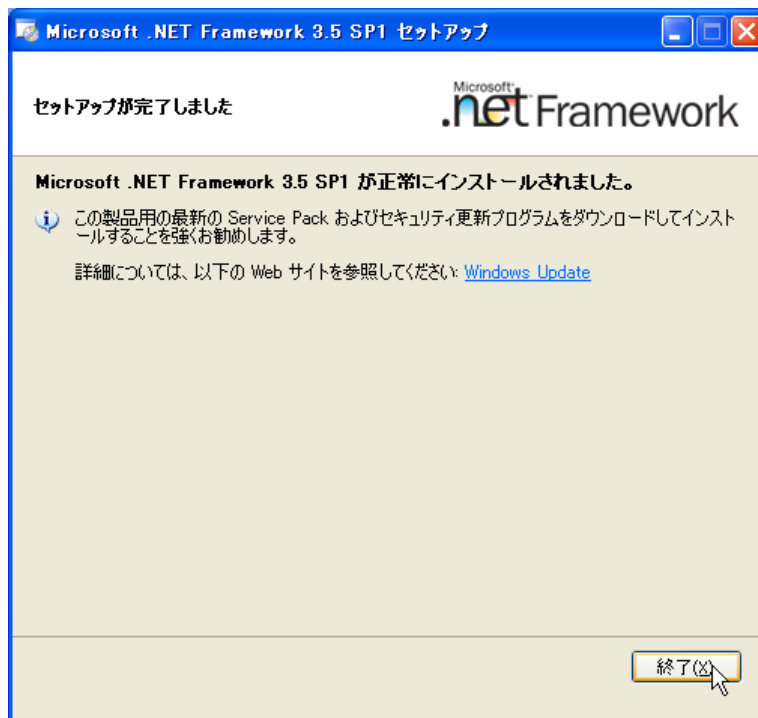 Microsoft .NET Framework 3.5 SP1 セットアップ
セットアップが完了しました
Microsoft
.net Framework
Microsoft .NET Framework 3.5 SP1 が正常にインストールされました。
この製品用の最新の Service Pack およびセキュリティ更新プログラムをダウンロードしてインスト
ールすることを強くお勧めします。
詳細については、以下の Web サイトを参照してください: Windows Update
終了(X)